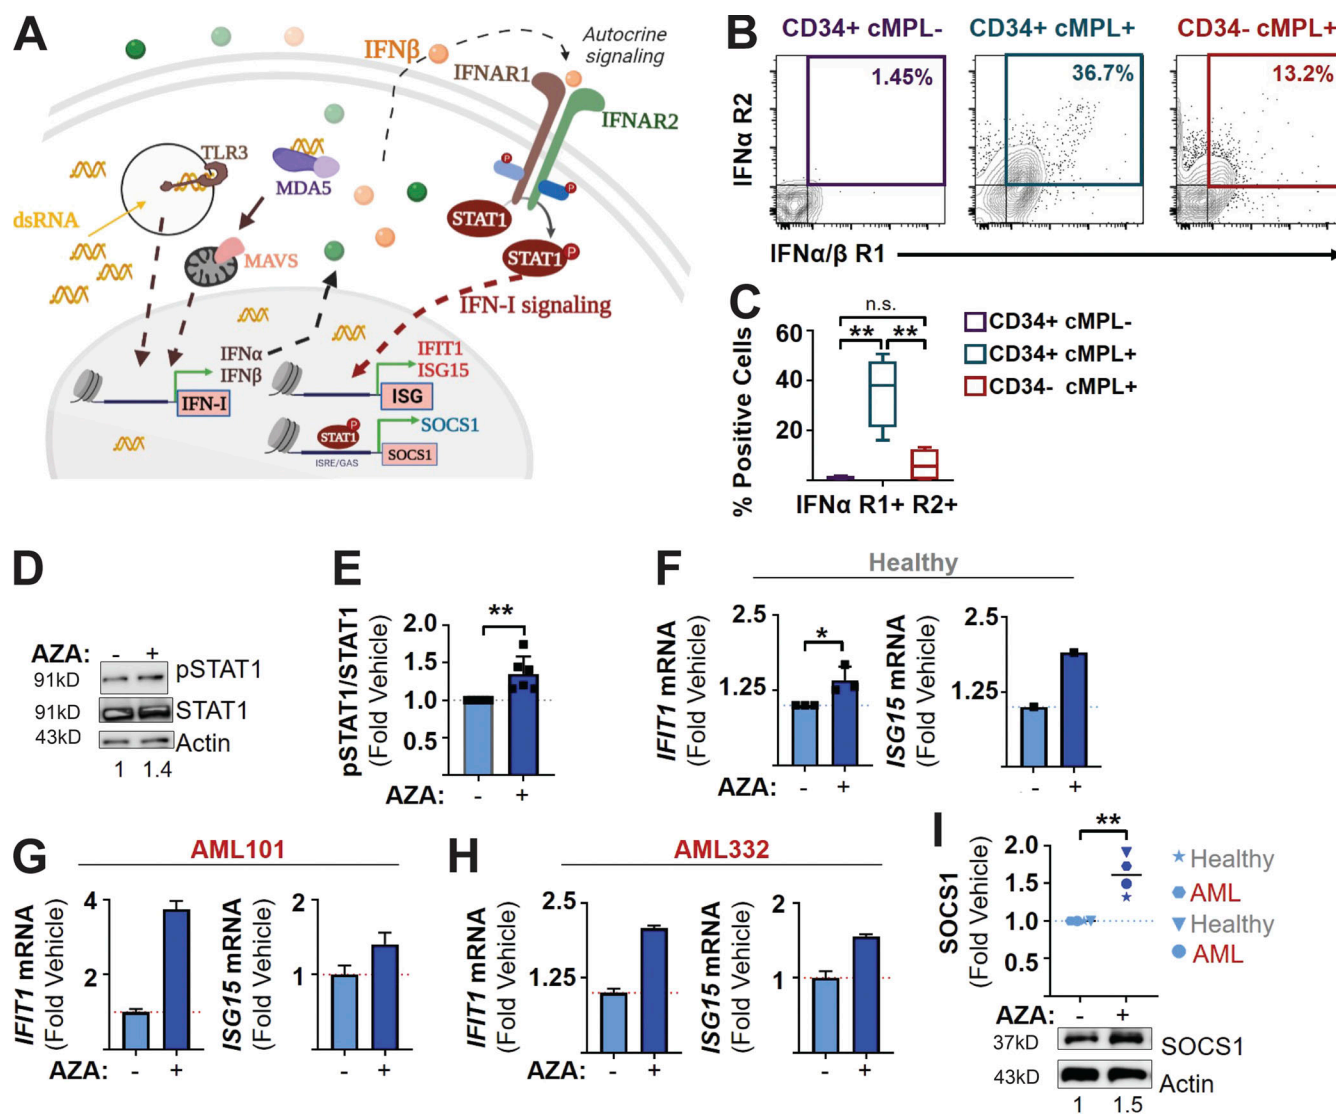 A
IFNβ
Autocrine
signaling
IFNAR1
IFNAR2
TLR3
MDA5
dsRNA
MAVS
P
P
STAT1
STAT1
P
IFN-I signaling
IFNα
IFNβ
IFN-I
IFIT1
ISG15
ISG
STAT1
P
SOCS1
ISRE/GAS
SOCS1
B
CD34+ cMPL-
CD34+ cMPL+
CD34- cMPL+
1.45%
36.7%
13.2%
IFNα R2
IFNα/β R1
C
n.s.
** **
60
40
20
% Positive Cells
IFNα R1+ R2+
CD34+ cMPL-
CD34+ cMPL+
CD34- cMPL+
D
AZA: - +
91kD pSTAT1
91kD STAT1
43kD Actin
1 1.4
E
pSTAT1/STAT1
(Fold Vehicle)
2.0
1.5
1.0
0.5
**
AZA: - +
F
Healthy
IFIT1 mRNA
(Fold Vehicle)
2.5
1.25
*
AZA: - +
ISG15 mRNA
(Fold Vehicle)
2.5
1.25
- +
G
AML101
IFIT1 mRNA
(Fold Vehicle)
4
2
AZA: - +
ISG15 mRNA
(Fold Vehicle)
2
1
- +
H
AML332
IFIT1 mRNA
(Fold Vehicle)
2.5
1.25
AZA: - +
ISG15 mRNA
(Fold Vehicle)
2
1
- +
I
SOCS1
(Fold Vehicle)
2.0
1.5
1.0
0.5
**
Healthy
AML
Healthy
AML
AZA: - +
37kD SOCS1
43kD Actin
1 1.5